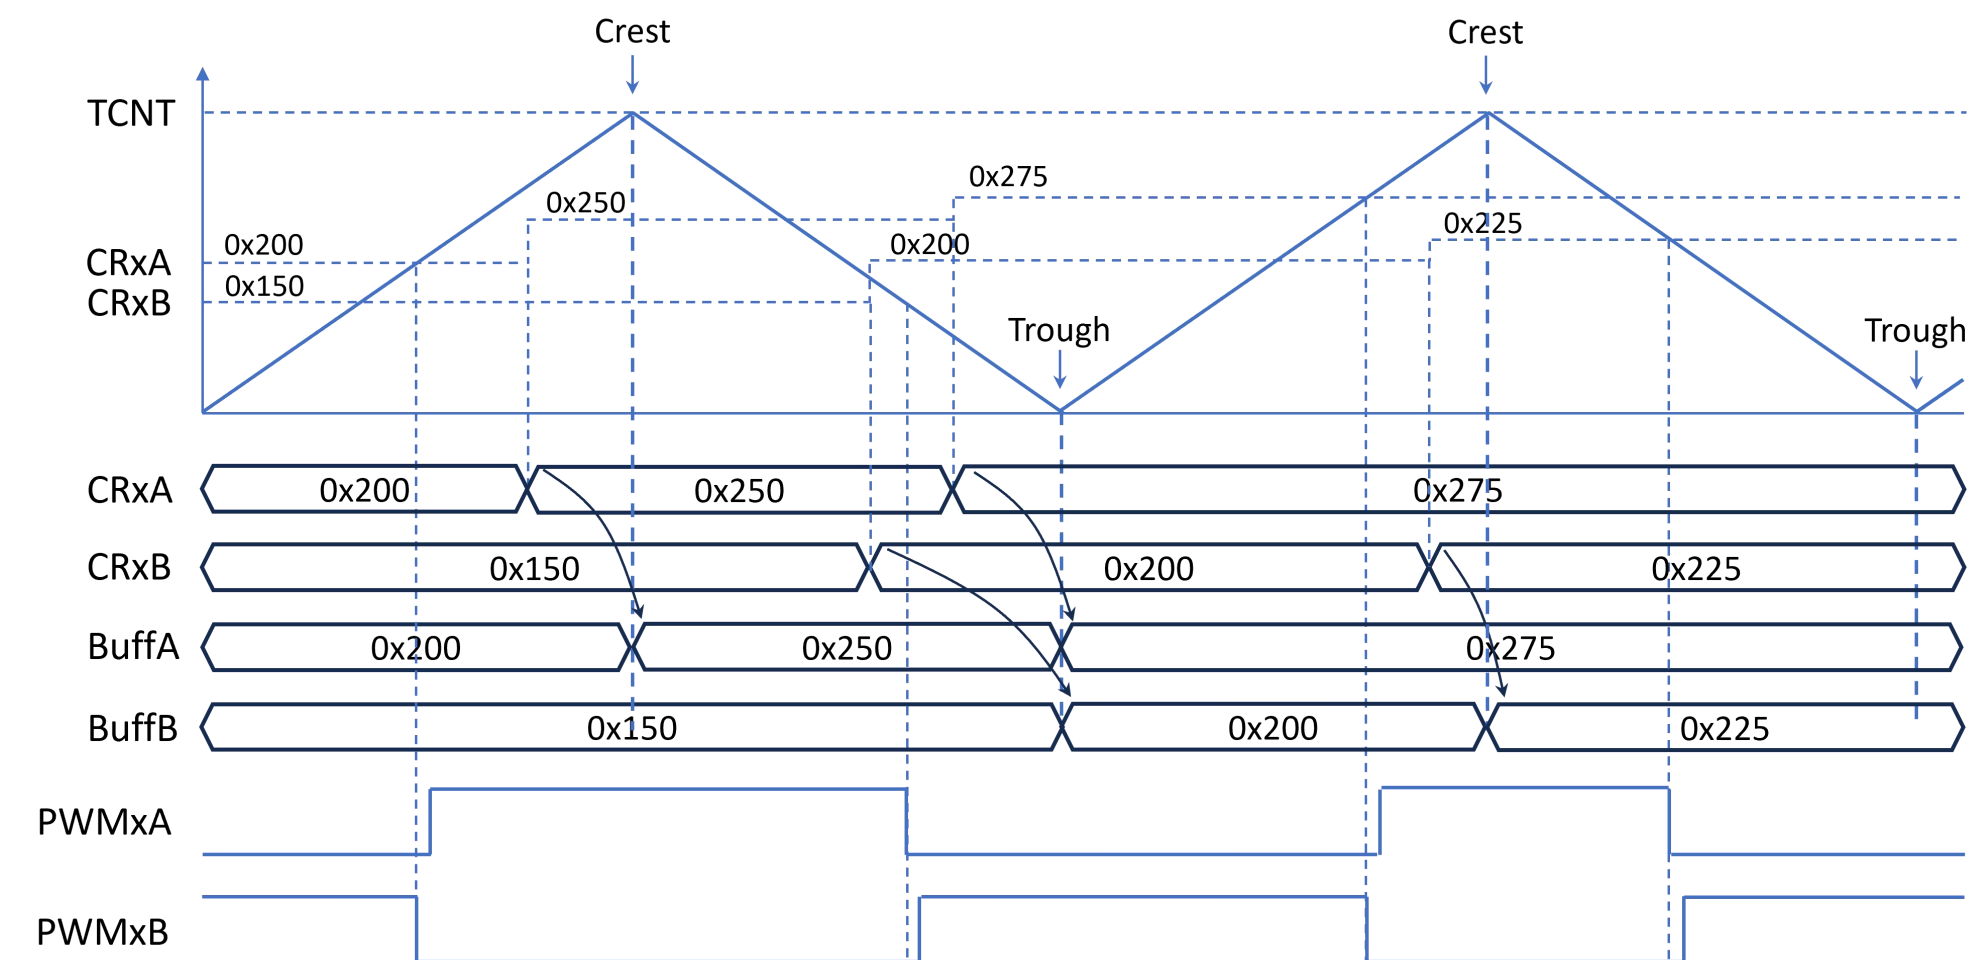 Crest Crest
TCNT
0x275
0x250
0x225
0x200 0x200
CRxA
0x150
CRxB
Trough Trough
CRxA 0x200 0x250 0x275
CRxB 0x150 0x200 0x225
BuffA 0x200 0x250 0x275
BuffB 0x150 0x200 0x225
PWMxA
PWMxB